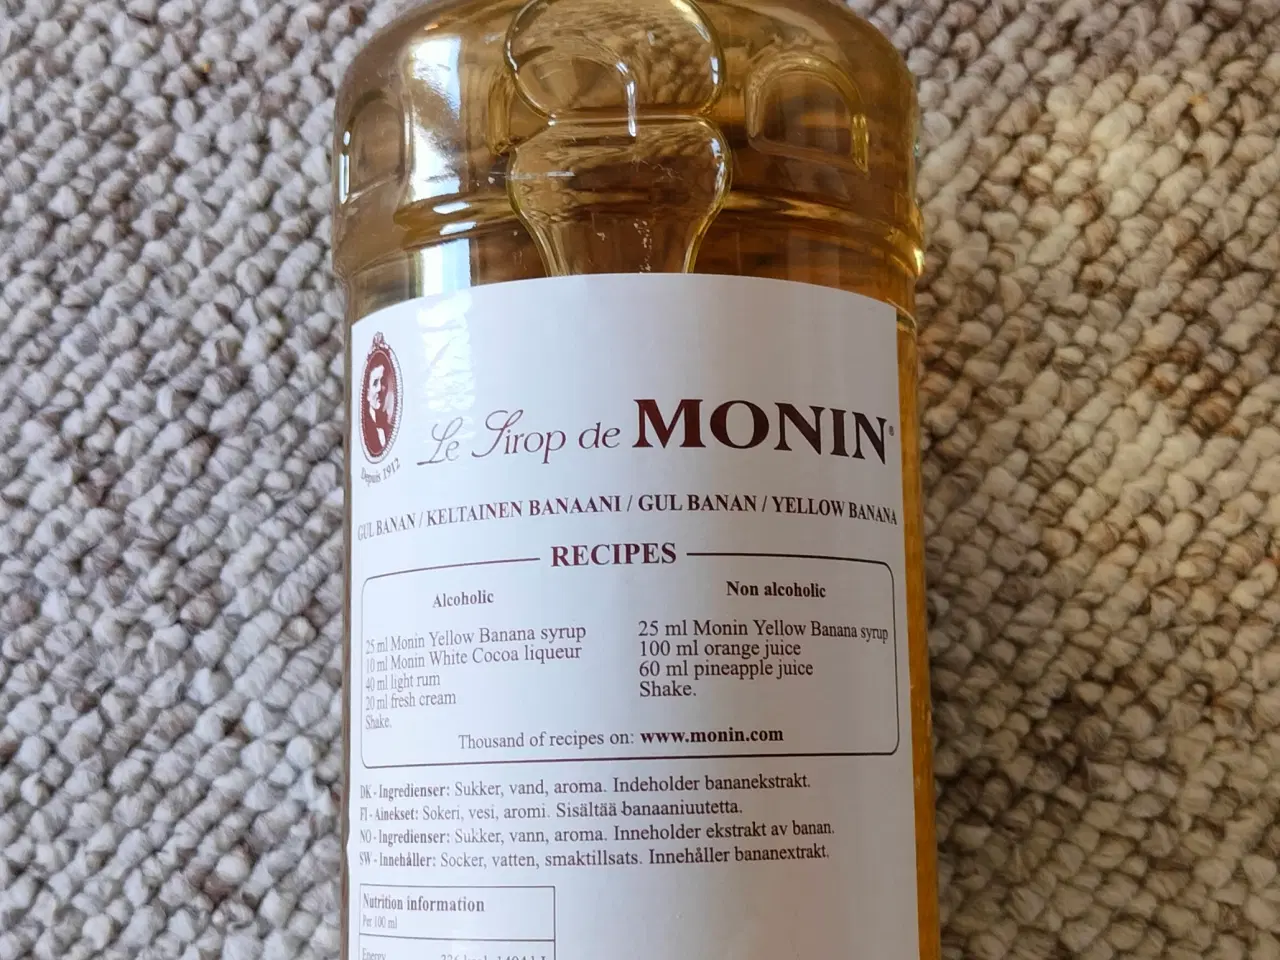 Depuis 1912
Le Sirop de MONIN®
GUL BANAN / KELTAINEN BANAANI / GUL BANAN / YELLOW BANANA
RECIPES
Alcoholic
25 ml Monin Yellow Banana syrup
10 ml Monin White Cocoa liqueur
40 ml light rum
20 ml fresh cream
Shake.
Non alcoholic
25 ml Monin Yellow Banana syrup
100 ml orange juice
60 ml pineapple juice
Shake.
Thousand of recipes on: www.monin.com
DK - Ingredienser: Sukker, vand, aroma. Indeholder bananekstrakt.
FI - Ainekset: Sokeri, vesi, aromi. Sisältää banaaniuutetta.
NO - Ingredienser: Sukker, vann, aroma. Inneholder ekstrakt av banan.
SW - Innehåller: Socker, vatten, smaktillsats. Innehåller bananextrakt.
Nutrition information
Per 100 ml
Energy